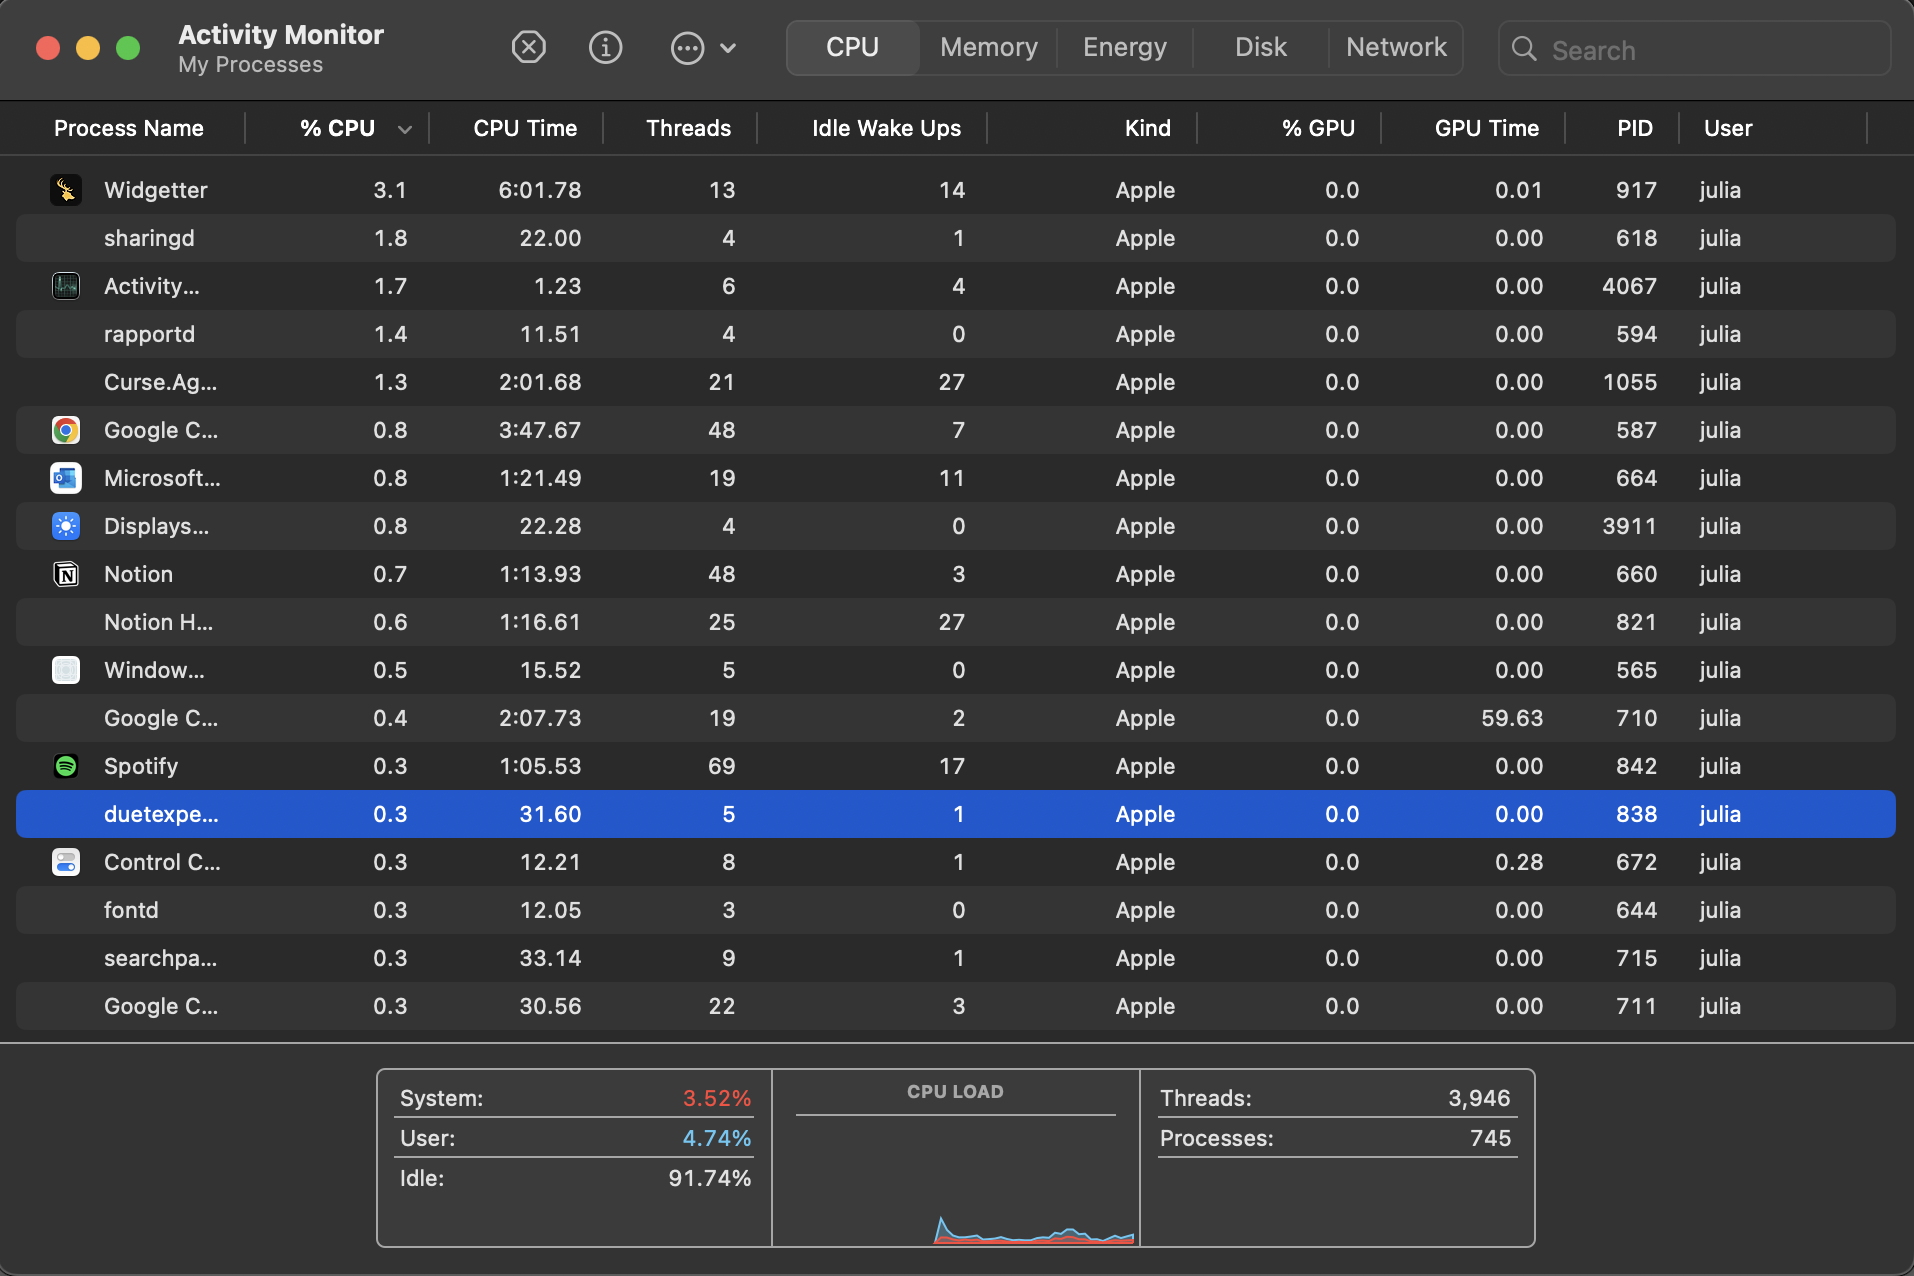 Activity Monitor
My Processes
CPU Memory Energy Disk Network Search
Process Name % CPU CPU Time Threads Idle Wake Ups Kind % GPU GPU Time PID User
Widgetter 3.1 6:01.78 13 14 Apple 0.0 0.01 917 julia
sharingd 1.8 22.00 4 1 Apple 0.0 0.00 618 julia
Activity... 1.7 1.23 6 4 Apple 0.0 0.00 4067 julia
rapportd 1.4 11.51 4 0 Apple 0.0 0.00 594 julia
Curse.Ag... 1.3 2:01.68 21 27 Apple 0.0 0.00 1055 julia
Google C... 0.8 3:47.67 48 7 Apple 0.0 0.00 587 julia
Microsoft... 0.8 1:21.49 19 11 Apple 0.0 0.00 664 julia
Displays... 0.8 22.28 4 0 Apple 0.0 0.00 3911 julia
Notion 0.7 1:13.93 48 3 Apple 0.0 0.00 660 julia
Notion H... 0.6 1:16.61 25 27 Apple 0.0 0.00 821 julia
Window... 0.5 15.52 5 0 Apple 0.0 0.00 565 julia
Google C... 0.4 2:07.73 19 2 Apple 0.0 59.63 710 julia
Spotify 0.3 1:05.53 69 17 Apple 0.0 0.00 842 julia
duetexpe... 0.3 31.60 5 1 Apple 0.0 0.00 838 julia
Control C... 0.3 12.21 8 1 Apple 0.0 0.28 672 julia
fontd 0.3 12.05 3 0 Apple 0.0 0.00 644 julia
searchpa... 0.3 33.14 9 1 Apple 0.0 0.00 715 julia
Google C... 0.3 30.56 22 3 Apple 0.0 0.00 711 julia
System: 3.52%
User: 4.74%
Idle: 91.74%
CPU LOAD
Threads: 3,946
Processes: 745